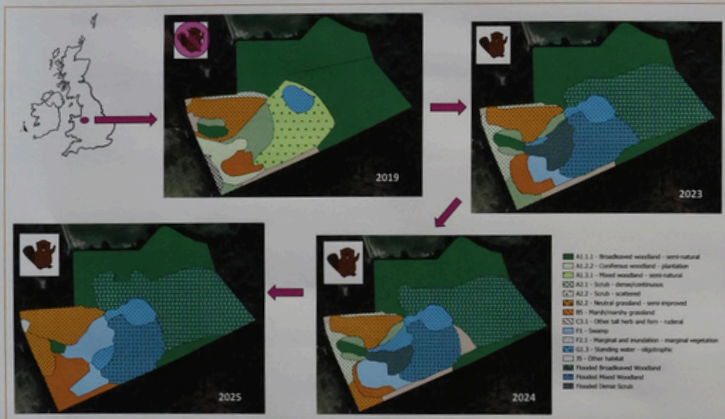 2019
2023
2025
2024
A1.1.1 - Broadleaved woodland - semi-natural
A1.2.2 - Coniferous woodland - plantation
A1.3.1 - Mixed woodland - semi-natural
A2.1 - Scrub - dense/continuous
A2.2 - Scrub - scattered
B2.2 - Neutral grassland - semi-improved
B5 - Marsh/marshy grassland
C3.1 - Other tall herb and fern - ruderal
F1 - Swamp
F2.1 - Marginal and inundation - marginal vegetation
G1.3 - Standing water - oligotrophic
J5 - Other habitat
Flooded Broadleaved Woodland
Flooded Mixed Woodland
Flooded Dense Scrub